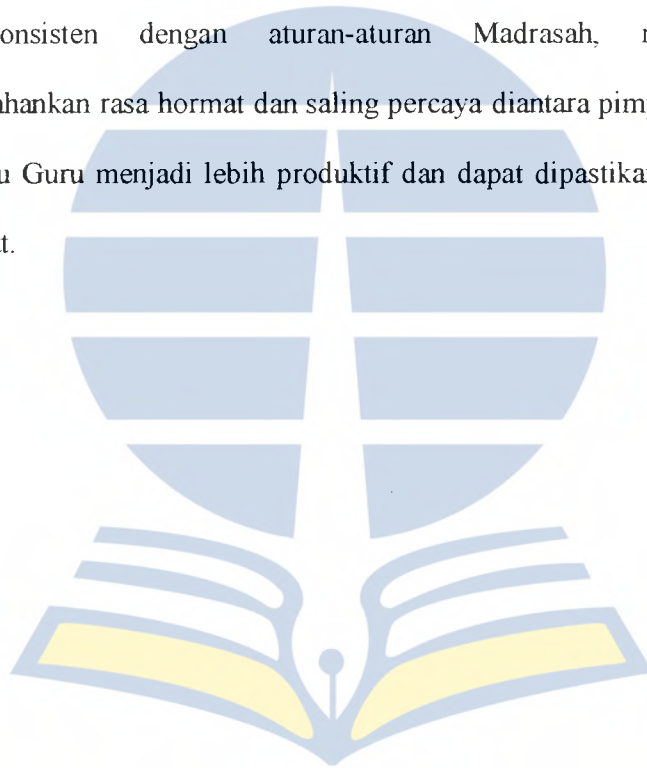 onsisten dengan aturan-aturan Madrasah,
ahankan rasa hormat dan saling percaya diantara pim
u Guru menjadi lebih produktif dan dapat dipastika
t.